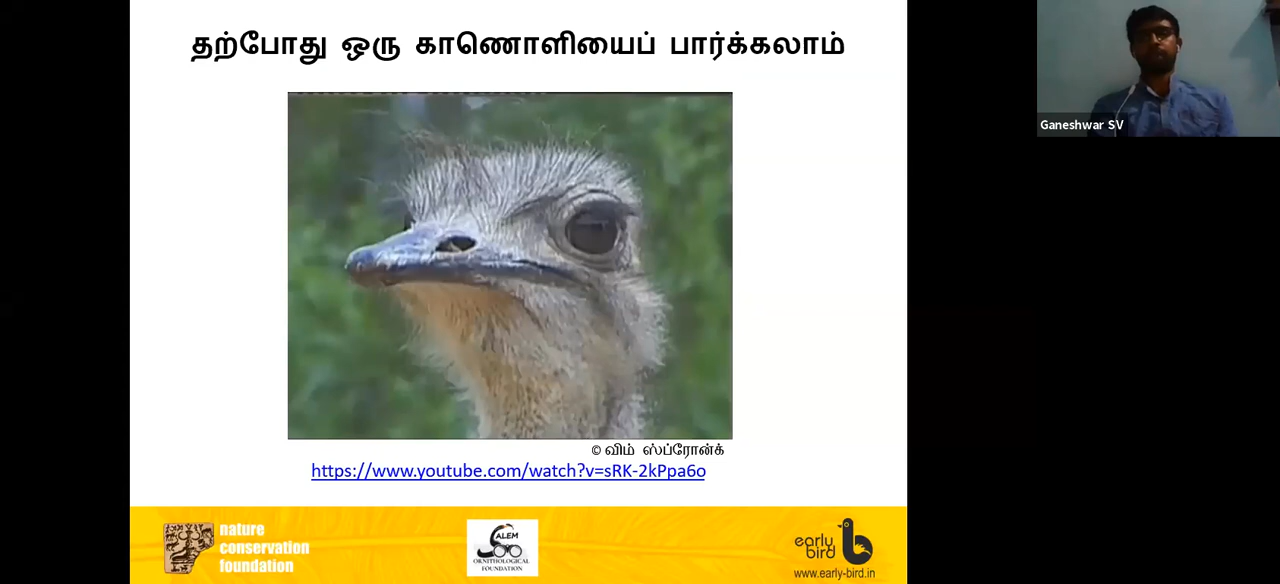 தற்போது ஒரு காணொளியைப் பார்க்கலாம்
Ganeshwar SV
© விம் ஸ்ப்ரோன்க்
https://www.youtube.com/watch?v=sRK-2kPpa6o
nature
conservation
foundation
SALEM
ORNITHOLOGICAL
FOUNDATION
early
bird
www.early-bird.in